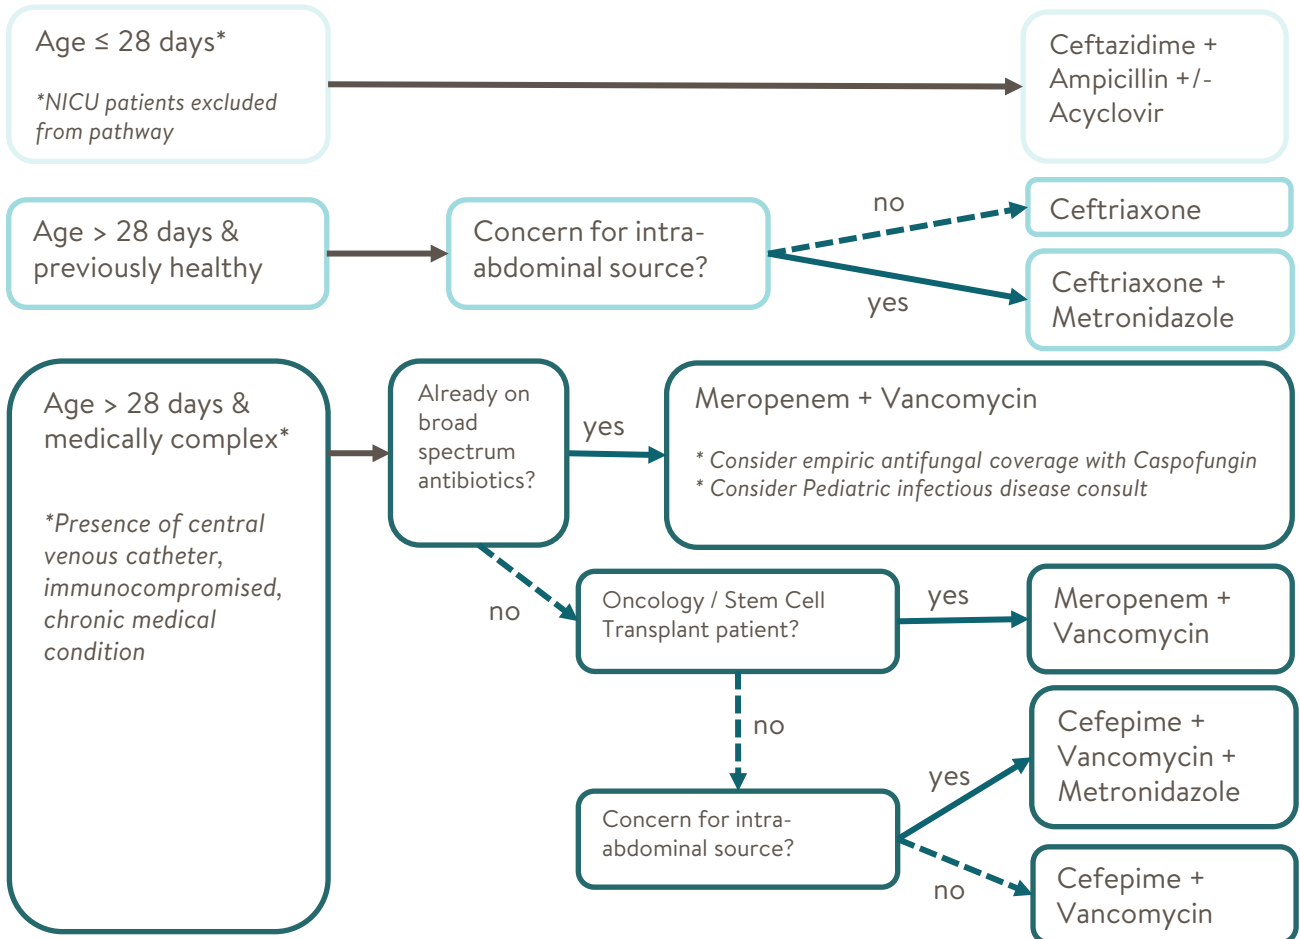 Age ≤ 28 days*
*NICU patients excluded
from pathway
Ceftazidime +
Ampicillin +/-
Acyclovir
Age > 28 days &
previously healthy
Concern for intra-
abdominal source?
no
yes
Ceftriaxone
Ceftriaxone +
Metronidazole
Age > 28 days &
medically complex*
*Presence of central
venous catheter,
immunocompromised,
chronic medical
condition
Already on
broad
spectrum
antibiotics?
yes
Meropenem + Vancomycin
* Consider empiric antifungal coverage with Caspofungin
* Consider Pediatric infectious disease consult
no
Oncology / Stem Cell
Transplant patient?
yes
Meropenem +
Vancomycin
no
Concern for intra-
abdominal source?
yes
Cefepime +
Vancomycin +
Metronidazole
no
Cefepime +
Vancomycin